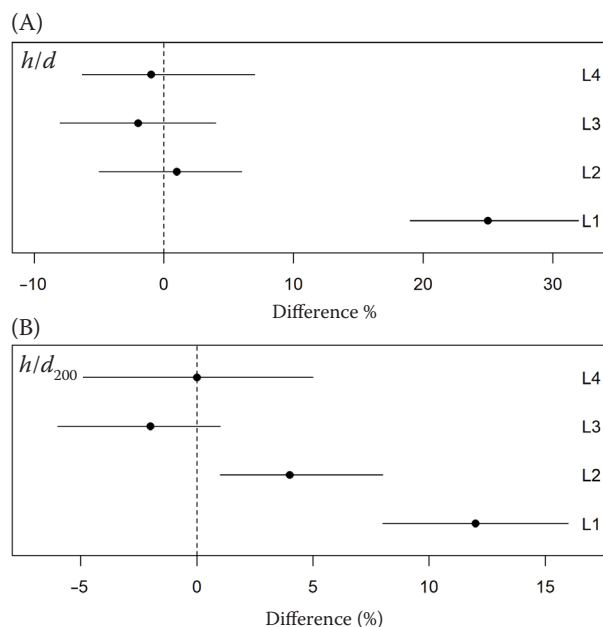 (A)
h/d
L4
L3
L2
L1
–10 0 10 20 30
Difference %
(B)
h/d200
L4
L3
L2
L1
–5 0 5 10 15
Difference (%)